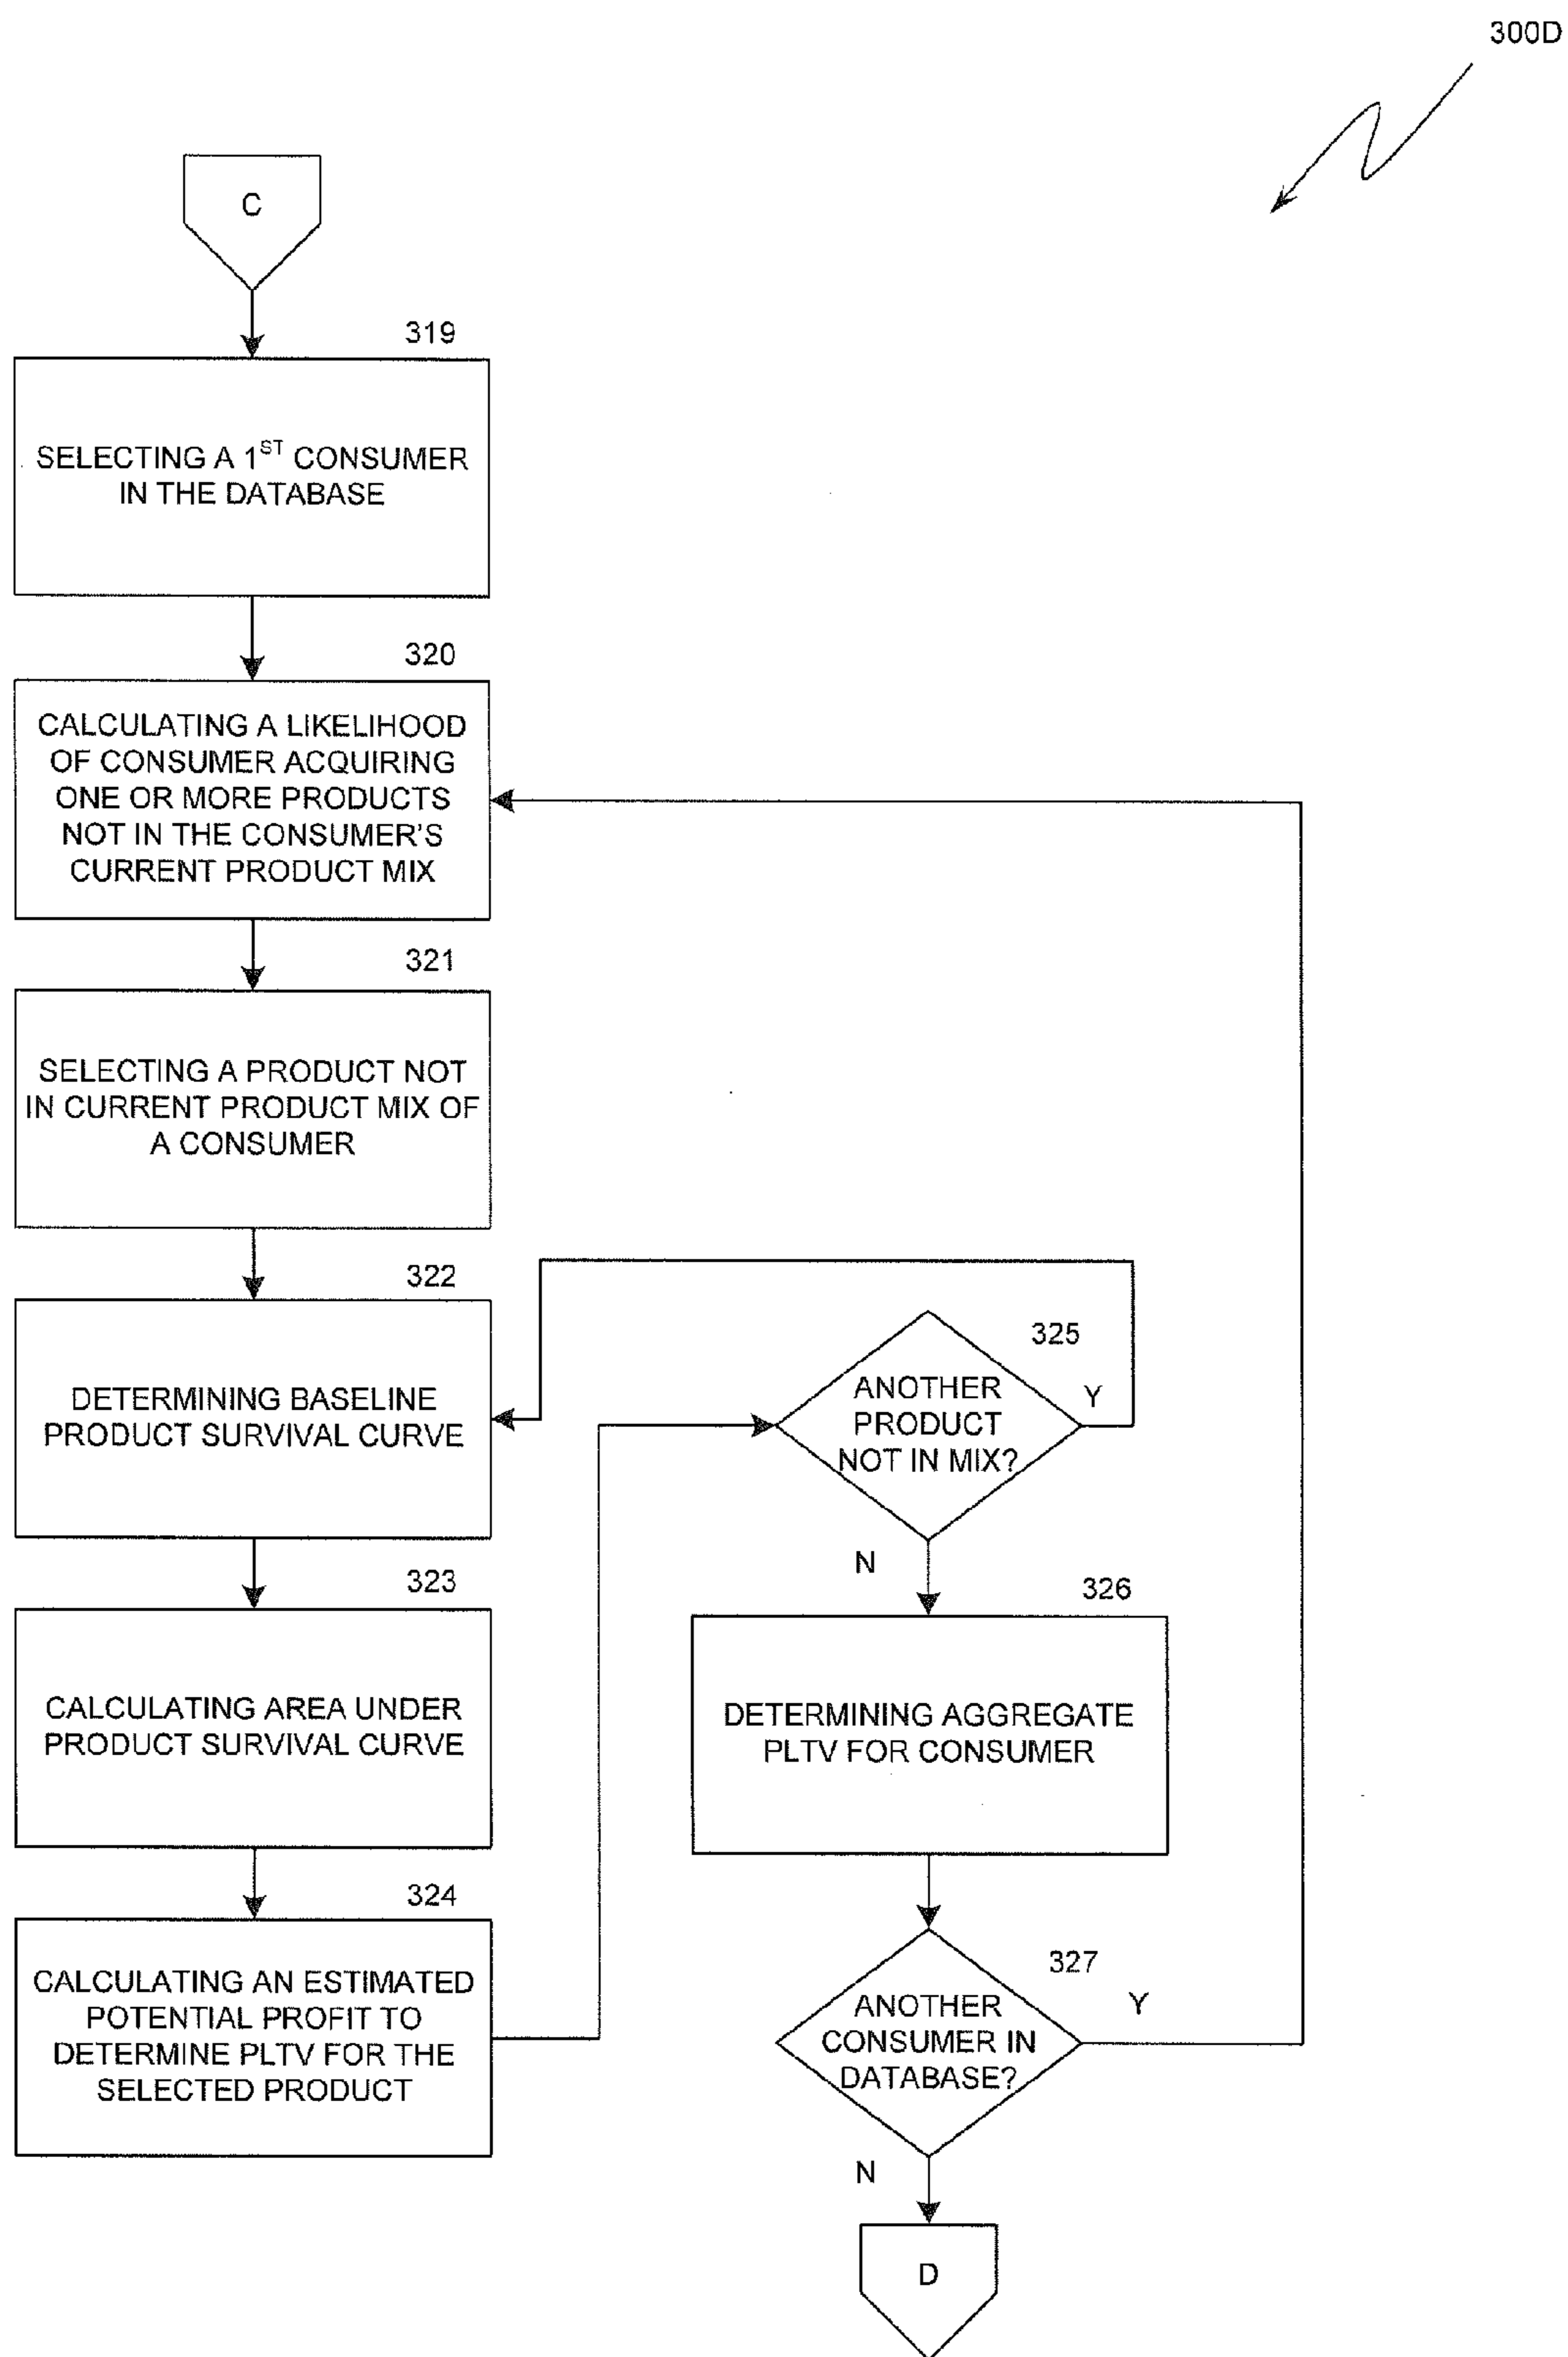 300D
C
319
SELECTING A 1ST CONSUMER
IN THE DATABASE
320
CALCULATING A LIKELIHOOD
OF CONSUMER ACQUIRING
ONE OR MORE PRODUCTS
NOT IN THE CONSUMER'S
CURRENT PRODUCT MIX
321
SELECTING A PRODUCT NOT
IN CURRENT PRODUCT MIX OF
A CONSUMER
322
DETERMINING BASELINE
PRODUCT SURVIVAL CURVE
323
CALCULATING AREA UNDER
PRODUCT SURVIVAL CURVE
324
CALCULATING AN ESTIMATED
POTENTIAL PROFIT TO
DETERMINE PLTV FOR THE
SELECTED PRODUCT
325
ANOTHER
PRODUCT
NOT IN MIX?
Y
N
326
DETERMINING AGGREGATE
PLTV FOR CONSUMER
327
ANOTHER
CONSUMER IN
DATABASE?
Y
N
D